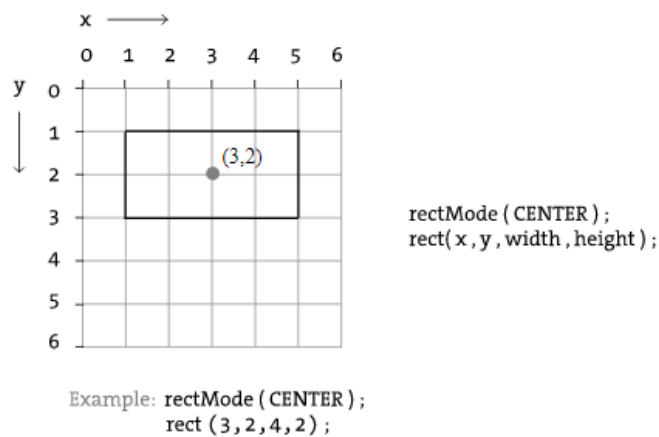 x
0 1 2 3 4 5 6
y
0
1
(3,2)
2
3
4
5
6
rectMode ( CENTER ) ;
rect( x , y , width , height ) ;
Example: rectMode ( CENTER ) ;
rect ( 3 , 2 , 4 , 2 ) ;